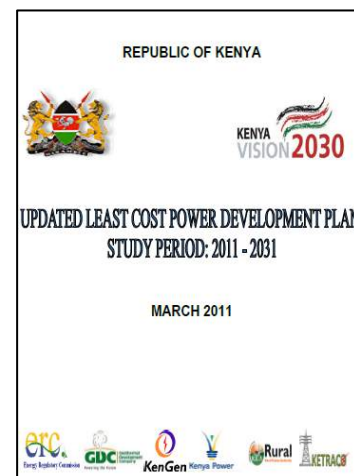 REPUBLIC OF KENYA
KENYA
VISION 2030
UPDATED LEAST COST POWER DEVELOPMENT PLAN
STUDY PERIOD: 2011 - 2031
MARCH 2011
erc
Energy Regulatory Commission
GDC
KenGen
Kenya Power
Rural
KETRACO